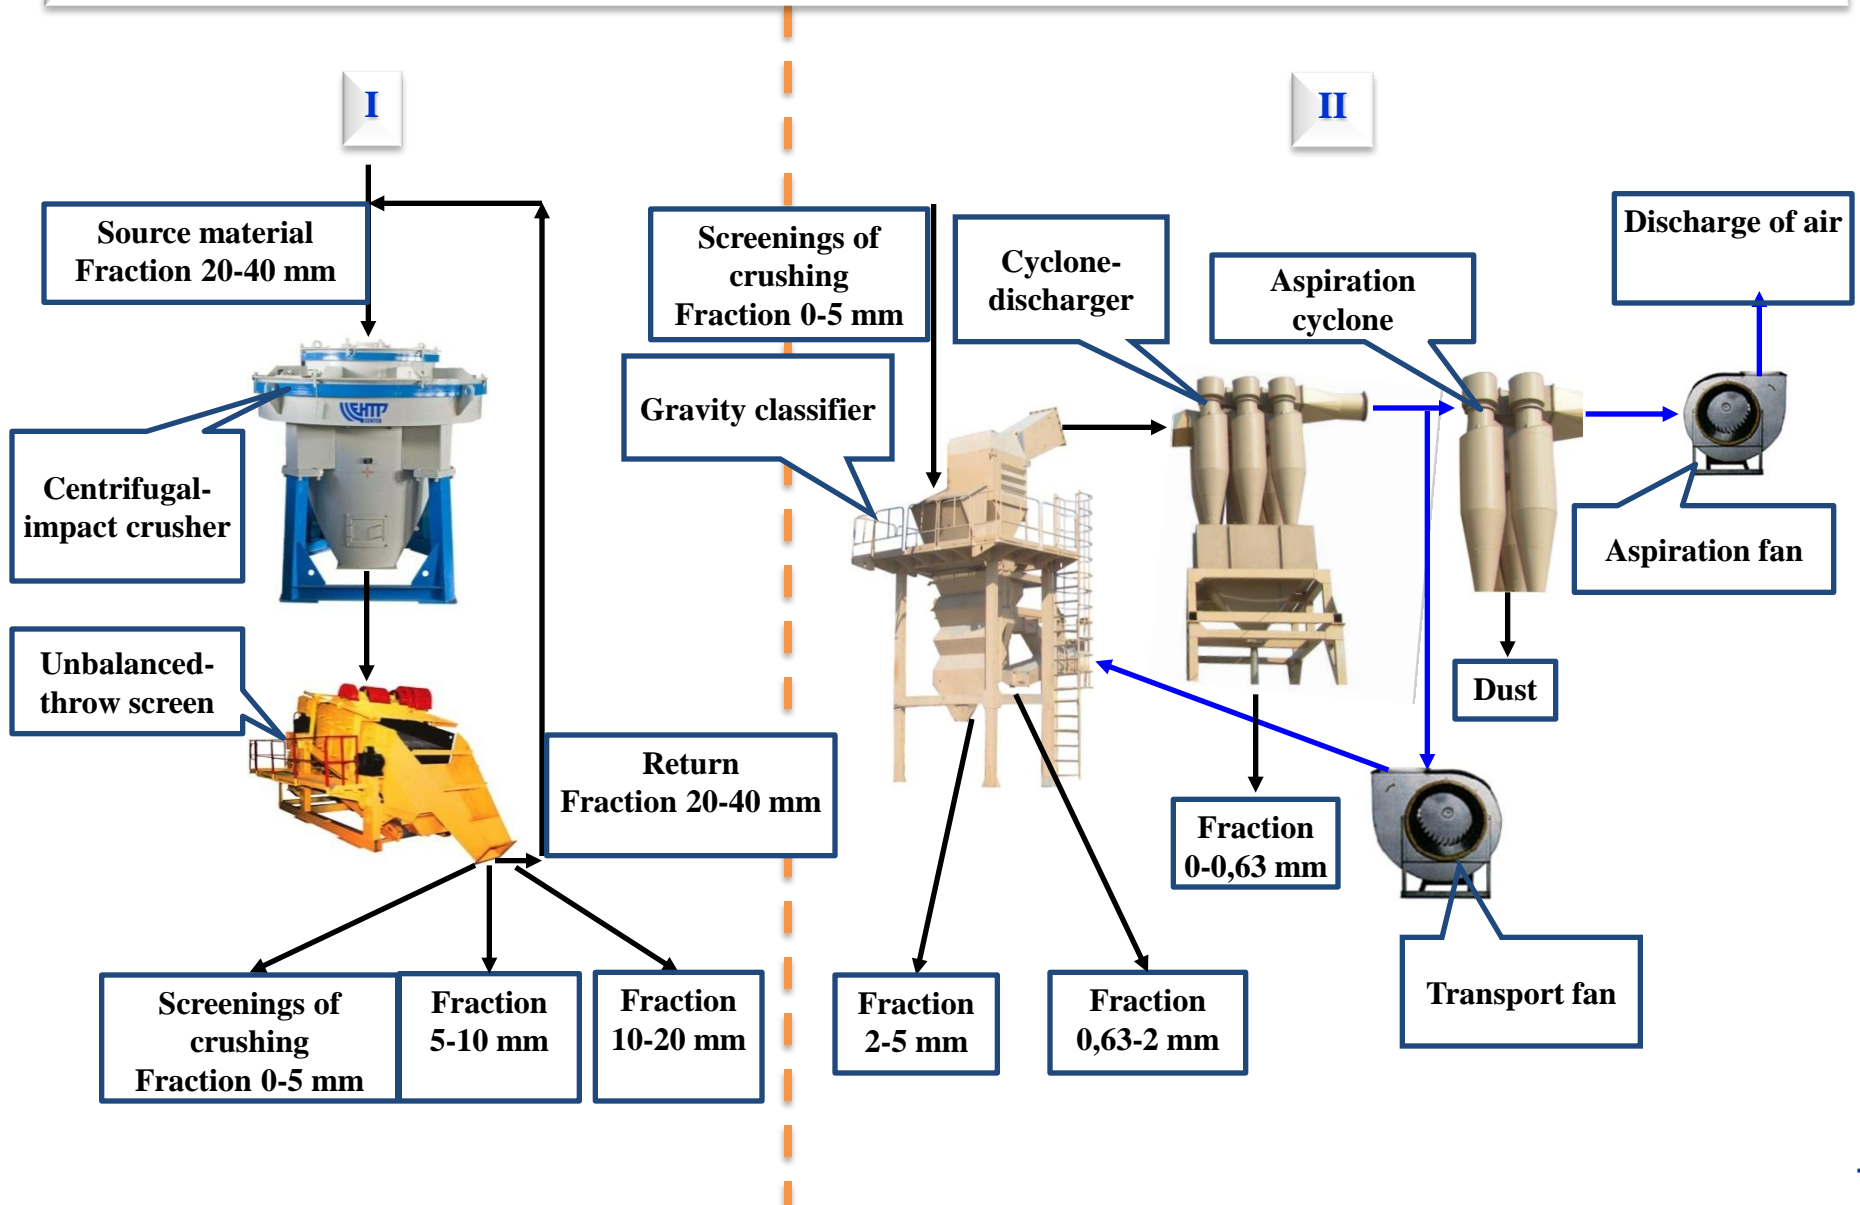 I
II
Source material
Fraction 20-40 mm
Centrifugal-
impact crusher
Unbalanced-
throw screen
Return
Fraction 20-40 mm
Screenings of
crushing
Fraction 0-5 mm
Fraction
5-10 mm
Fraction
10-20 mm
Screenings of
crushing
Fraction 0-5 mm
Gravity classifier
Cyclone-
discharger
Aspiration
cyclone
Discharge of air
Aspiration fan
Dust
Fraction
0-0,63 mm
Transport fan
Fraction
2-5 mm
Fraction
0,63-2 mm